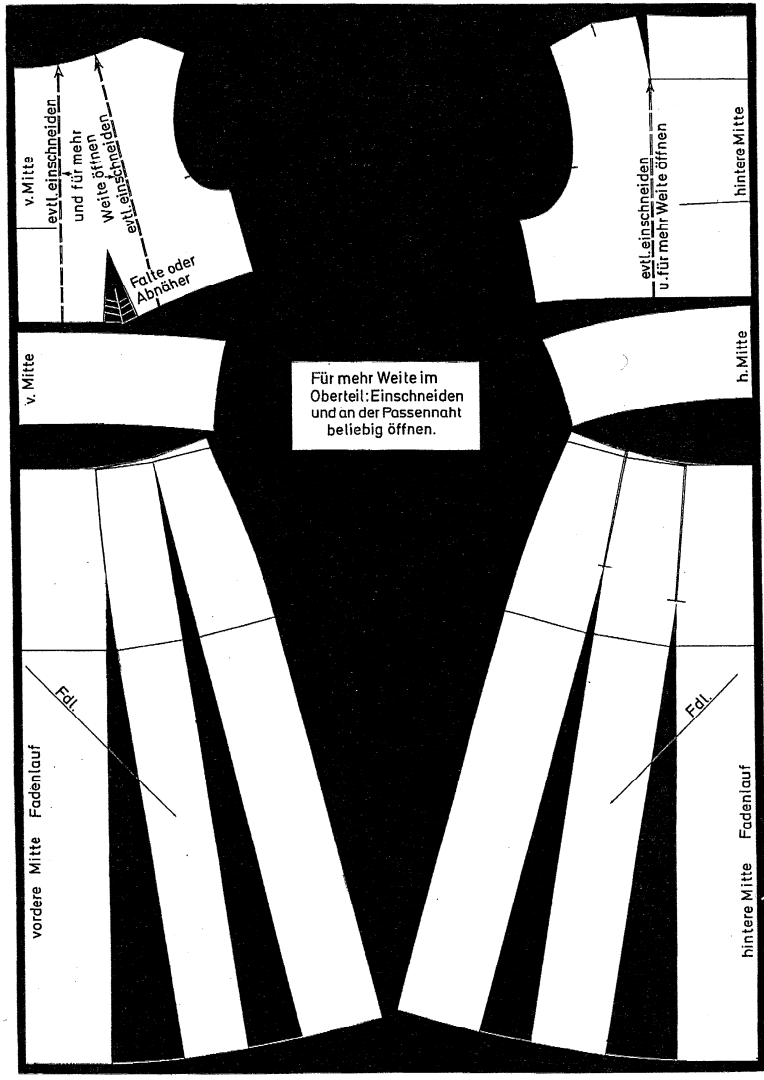 v. Mitte
evtl. einschneiden
und für mehr
Weite öffnen
evtl. einschneiden
Falte oder
Abnäher
evtl. einschneiden
u. für mehr Weite öffnen
hintere Mitte
v. Mitte
Für mehr Weite im
Oberteil: Einschneiden
und an der Passennaht
beliebig öffnen.
h. Mitte
Fdl.
Fdl.
vordere Mitte Fadenlauf
hintere Mitte Fadenlauf